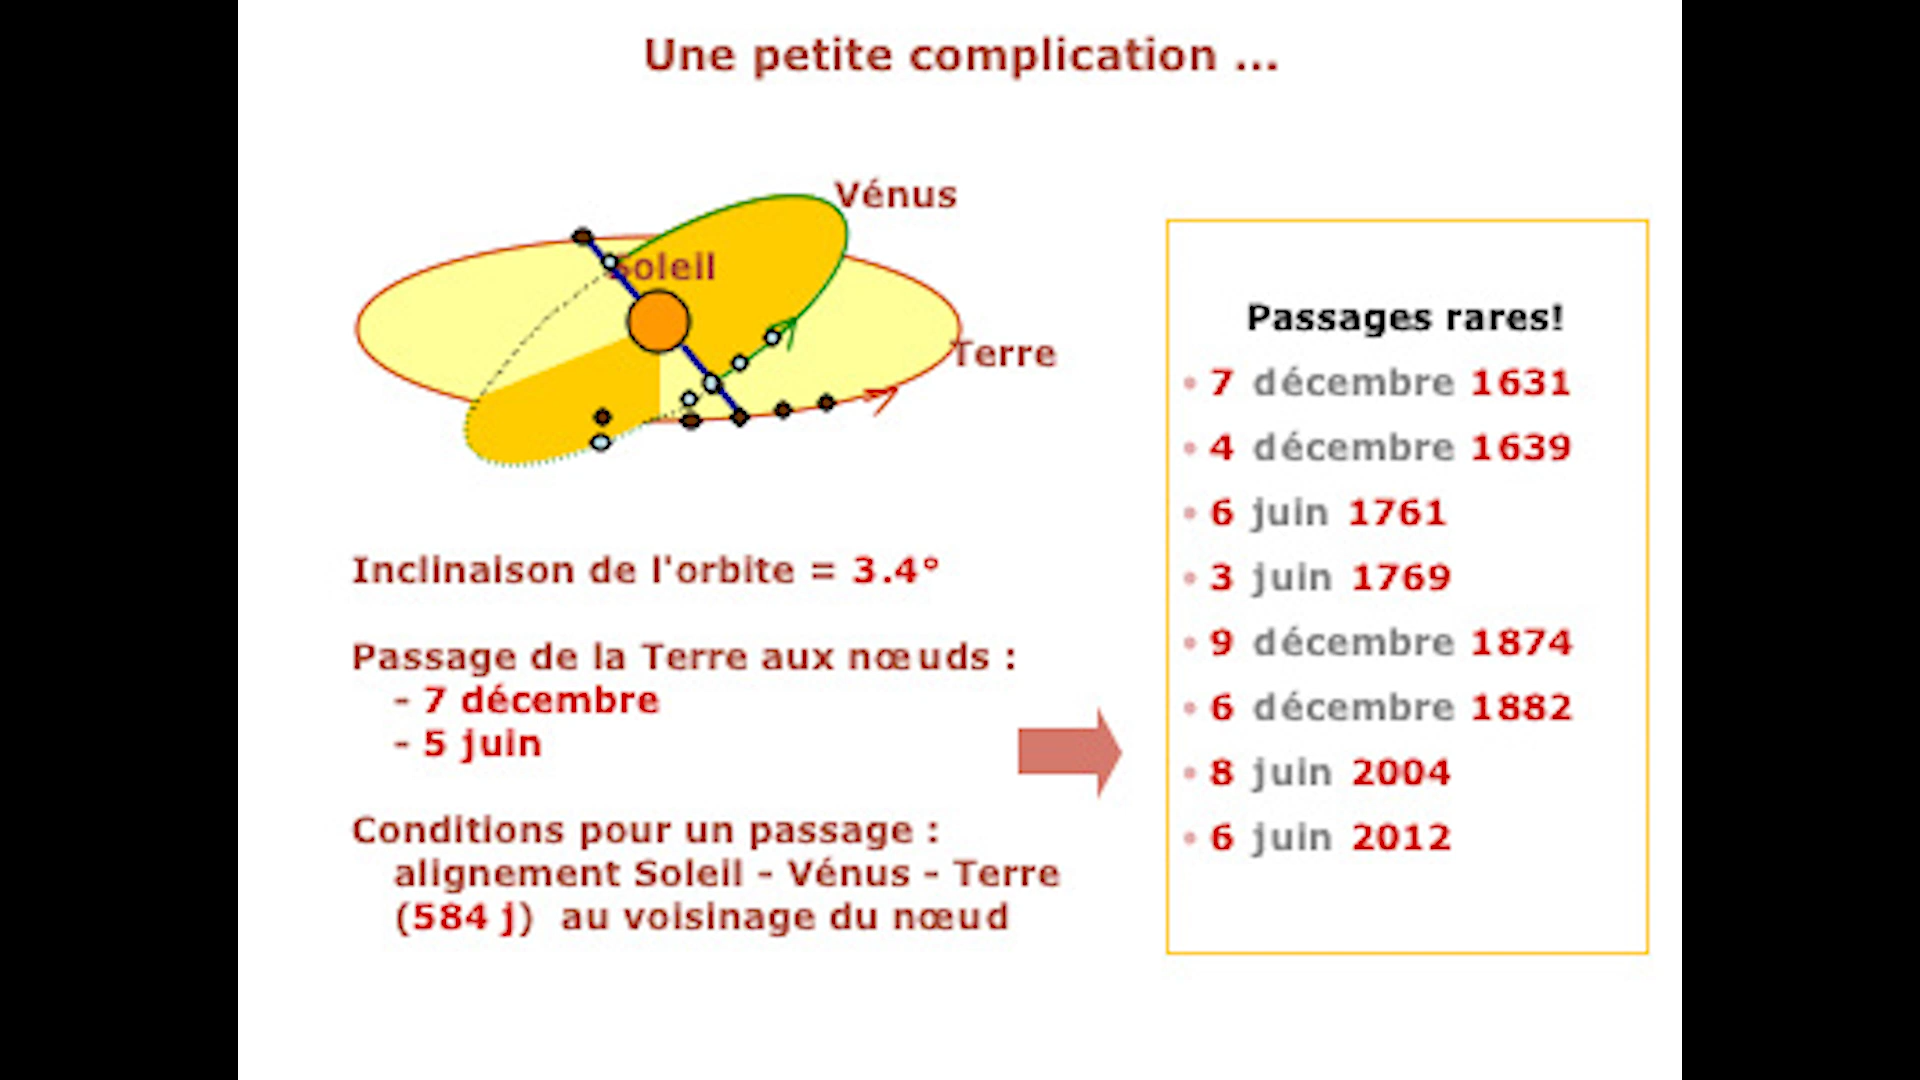 Une petite complication ...
Vénus
Soleil
Terre
Inclinaison de l'orbite = 3.4°
Passage de la Terre aux nœuds :
- 7 décembre
- 5 juin
Conditions pour un passage :
alignement Soleil - Vénus - Terre
(584 j) au voisinage du nœud
Passages rares!
• 7 décembre 1631
• 4 décembre 1639
• 6 juin 1761
• 3 juin 1769
• 9 décembre 1874
• 6 décembre 1882
• 8 juin 2004
• 6 juin 2012